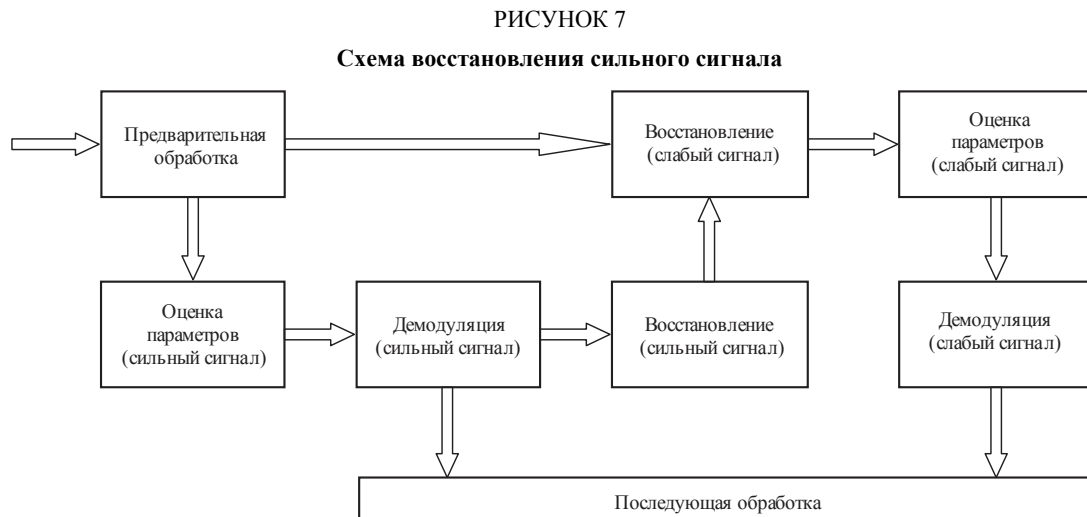 РИСУНОК 7
Схема восстановления сильного сигнала
Предварительная
обработка
Восстановление
(слабый сигнал)
Оценка
параметров
(слабый сигнал)
Оценка
параметров
(сильный сигнал)
Демодуляция
(сильный сигнал)
Восстановление
(сильный сигнал)
Демодуляция
(слабый сигнал)
Последующая обработка